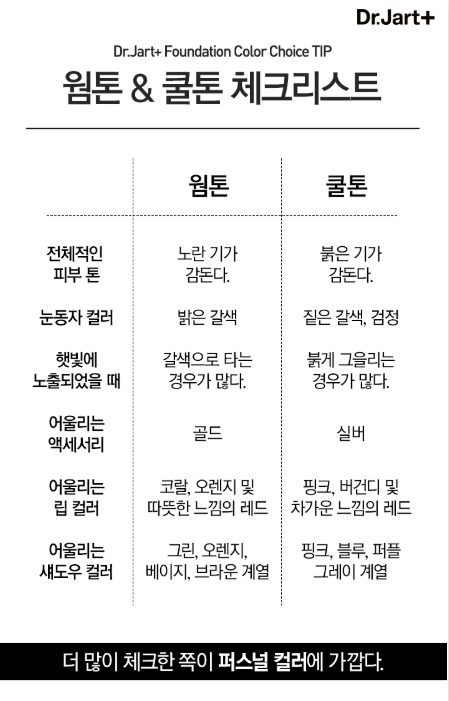 Dr.Jart+
Dr.Jart+ Foundation Color Choice TIP
웜톤 & 쿨톤 체크리스트
웜톤 쿨톤
전체적인
피부 톤
노란 기가
감돈다.
붉은 기가
감돈다.
눈동자 컬러
밝은 갈색
짙은 갈색, 검정
햇빛에
노출되었을 때
갈색으로 타는
경우가 많다.
붉게 그을리는
경우가 많다.
어울리는
액세서리
골드
실버
어울리는
립 컬러
코랄, 오렌지 및
따뜻한 느낌의 레드
핑크, 버건디 및
차가운 느낌의 레드
어울리는
섀도우 컬러
그린, 오렌지,
베이지, 브라운 계열
핑크, 블루, 퍼플
그레이 계열
더 많이 체크한 쪽이 퍼스널 컬러에 가깝다.